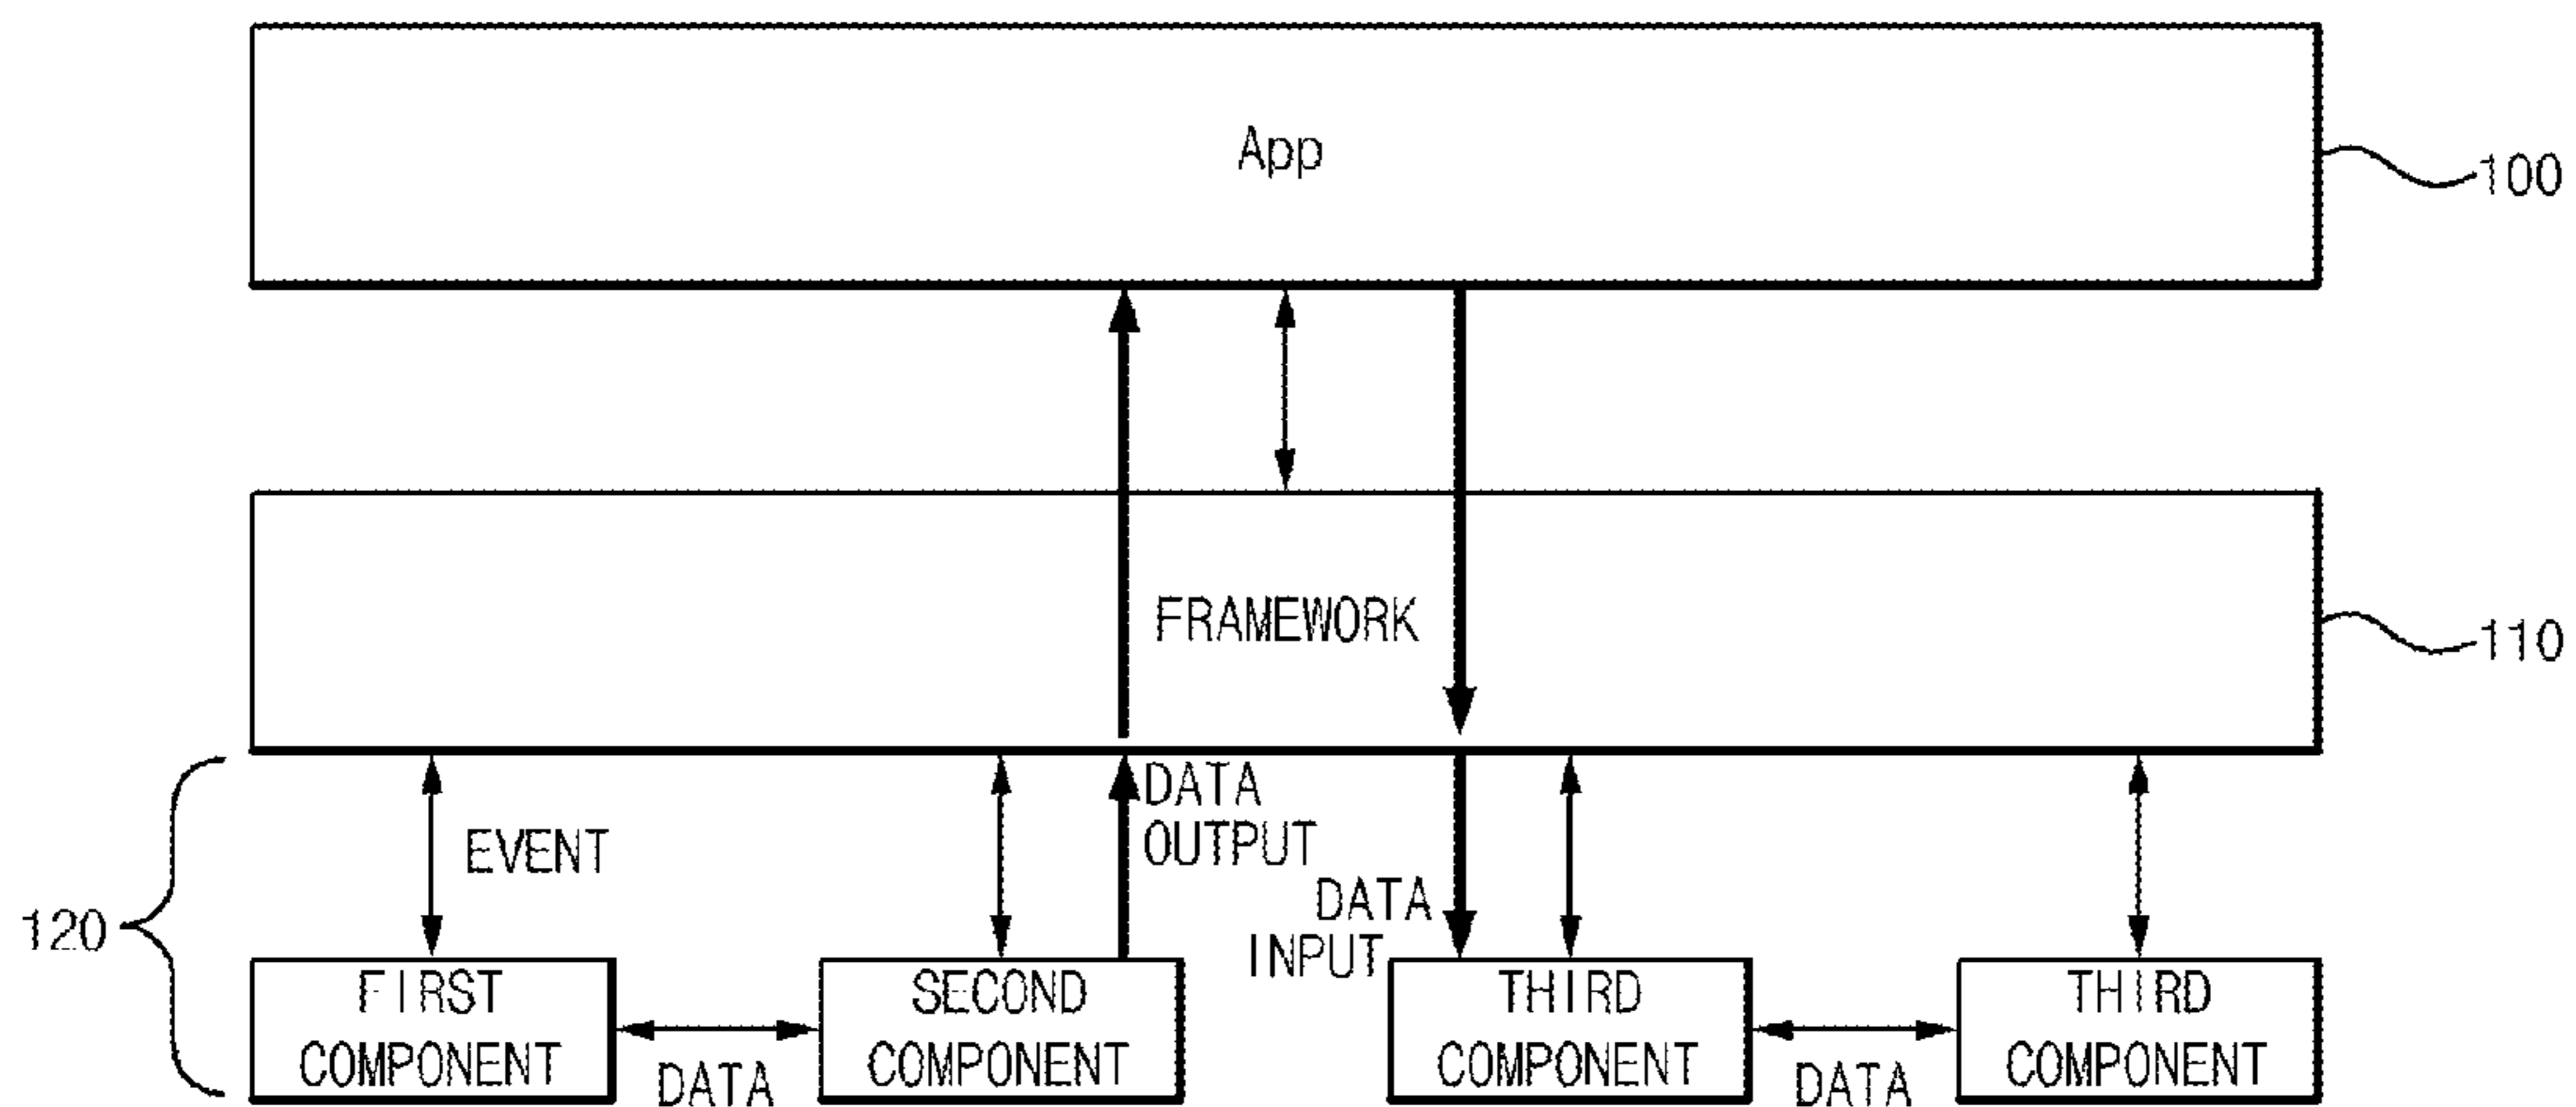 App
100
FRAMEWORK
110
DATA
OUTPUT
EVENT
DATA
INPUT
120
FIRST
COMPONENT
DATA
SECOND
COMPONENT
THIRD
COMPONENT
DATA
THIRD
COMPONENT